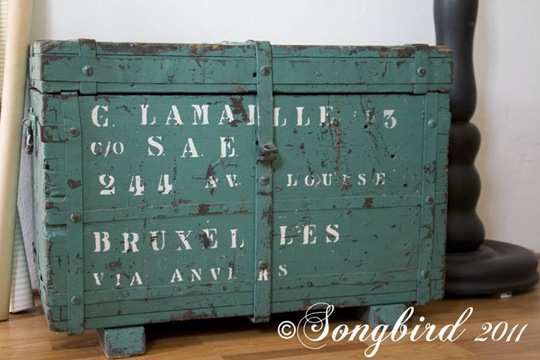 C. LAMAILLE 13
C/O S.A.E
244 AV. LOUISE
BRUXELLES
VIA ANVERS
©Songbird 2011